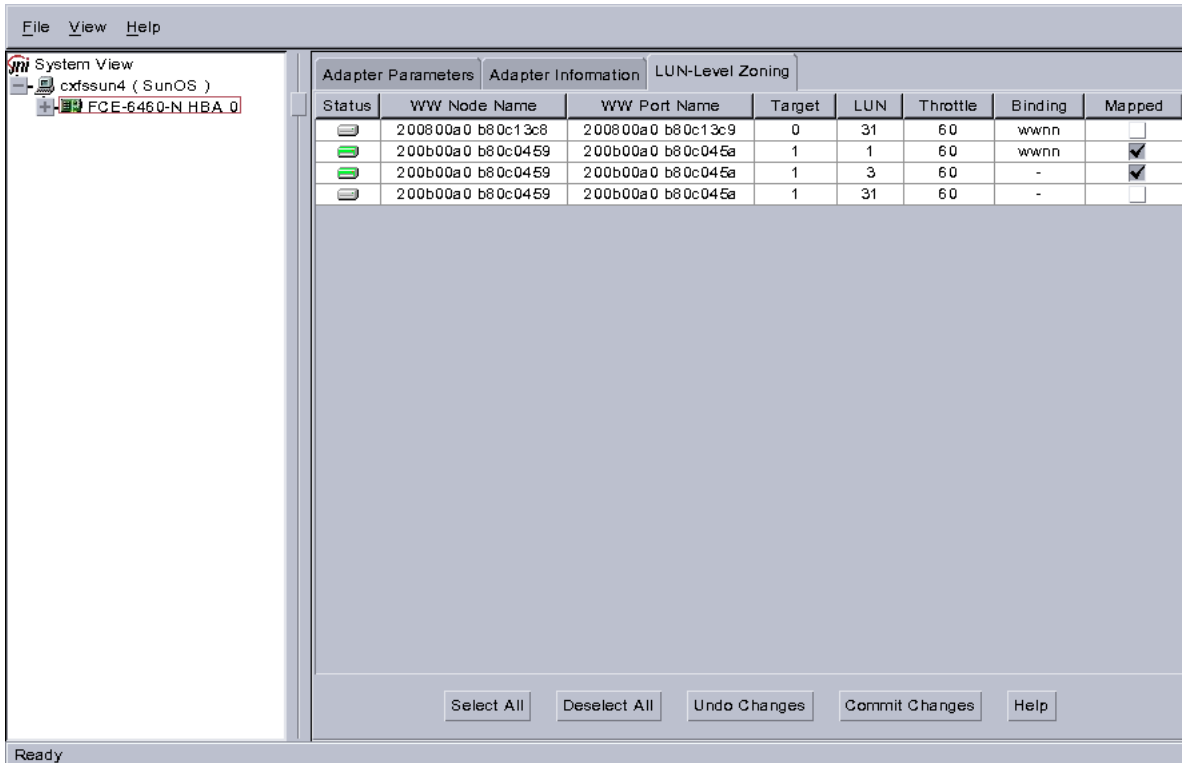 File View Help
jni System View
cxfssun4 ( SunOS )
FCE-6460-N HBA 0
Adapter Parameters Adapter Information LUN-Level Zoning
Status WW Node Name WW Port Name Target LUN Throttle Binding Mapped
200800a0 b80c13c8 200800a0 b80c13c9 0 31 60 wwnn
200b00a0 b80c0459 200b00a0 b80c045a 1 1 60 wwnn
200b00a0 b80c0459 200b00a0 b80c045a 1 3 60 -
200b00a0 b80c0459 200b00a0 b80c045a 1 31 60 -
Select All Deselect All Undo Changes Commit Changes Help
Ready